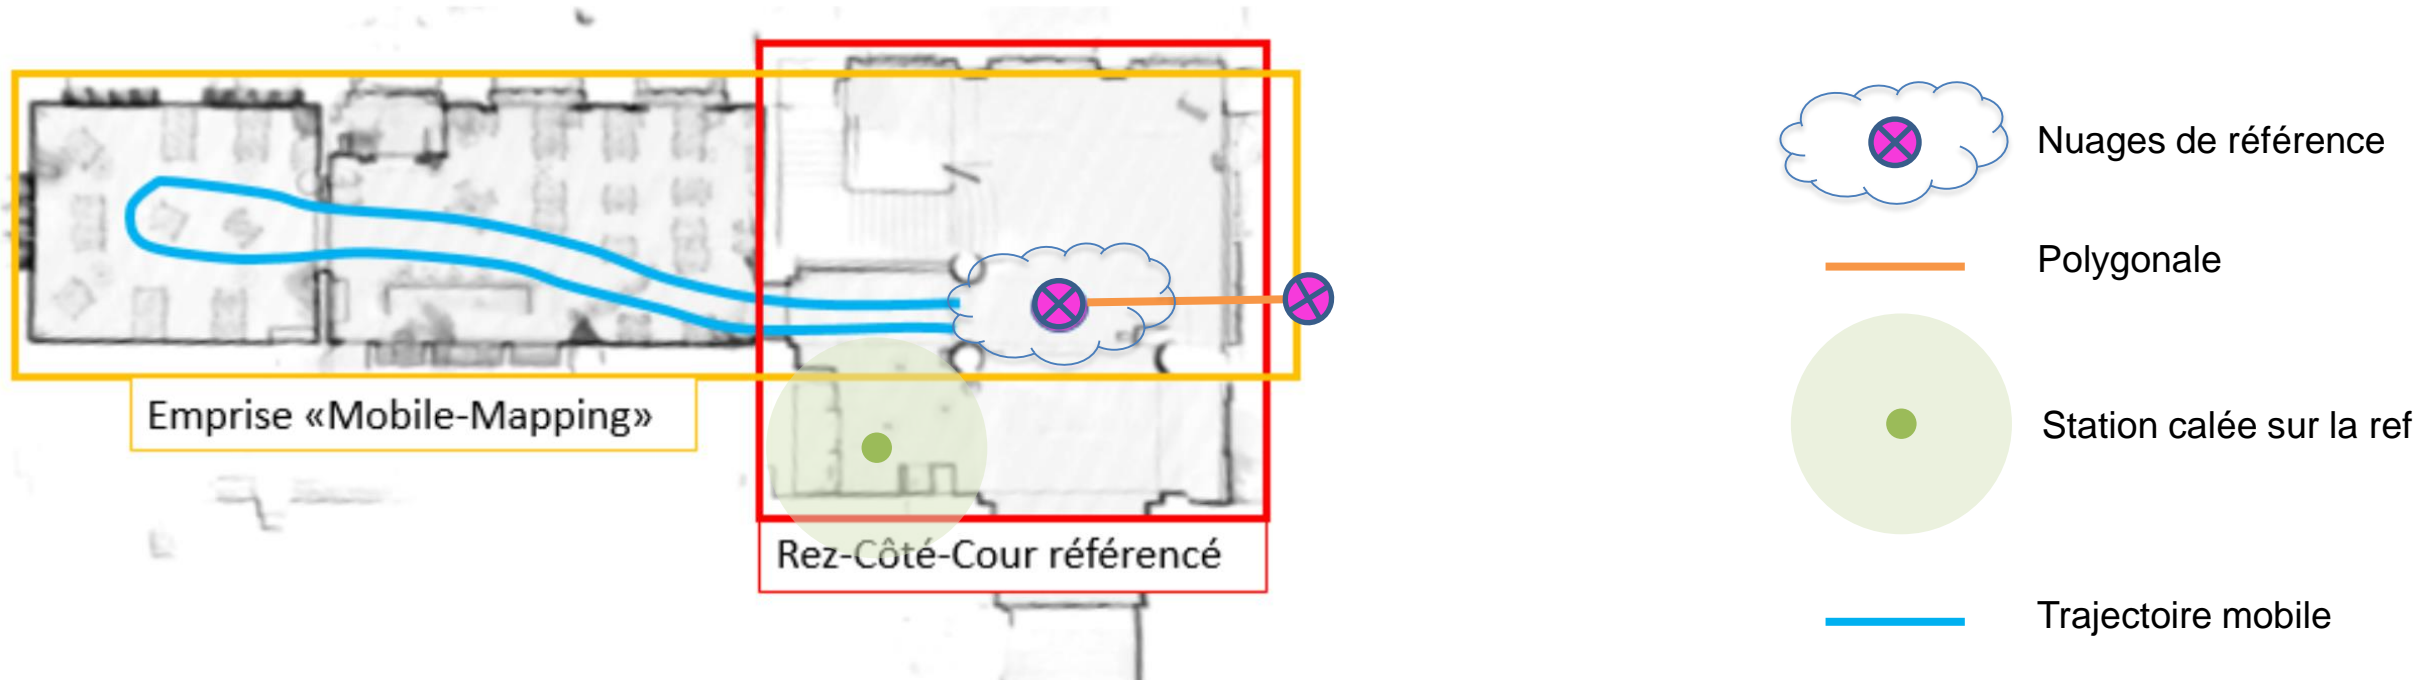 Nuages de référence
Polygonale
Emprise «Mobile-Mapping»
Station calée sur la ref
Rez-Côté-Cour référencé
Trajectoire mobile